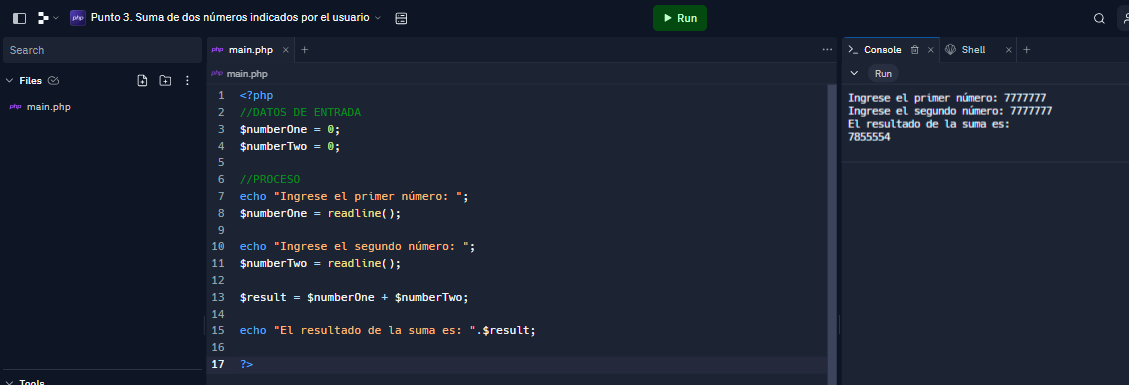 php Punto 3. Suma de dos números indicados por el usuario
Run
Search
Files
php main.php
Tools
php main.php
php main.php
1 <?php
2 //DATOS DE ENTRADA
3 $numberOne = 0;
4 $numberTwo = 0;
5
6 //PROCESO
7 echo "Ingrese el primer número: ";
8 $numberOne = readline();
9
10 echo "Ingrese el segundo número: ";
11 $numberTwo = readline();
12
13 $result = $numberOne + $numberTwo;
14
15 echo "El resultado de la suma es: ".$result;
16
17 ?>
Console
Shell
Run
Ingrese el primer número: 7777777
Ingrese el segundo número: 7777777
El resultado de la suma es:
7855554